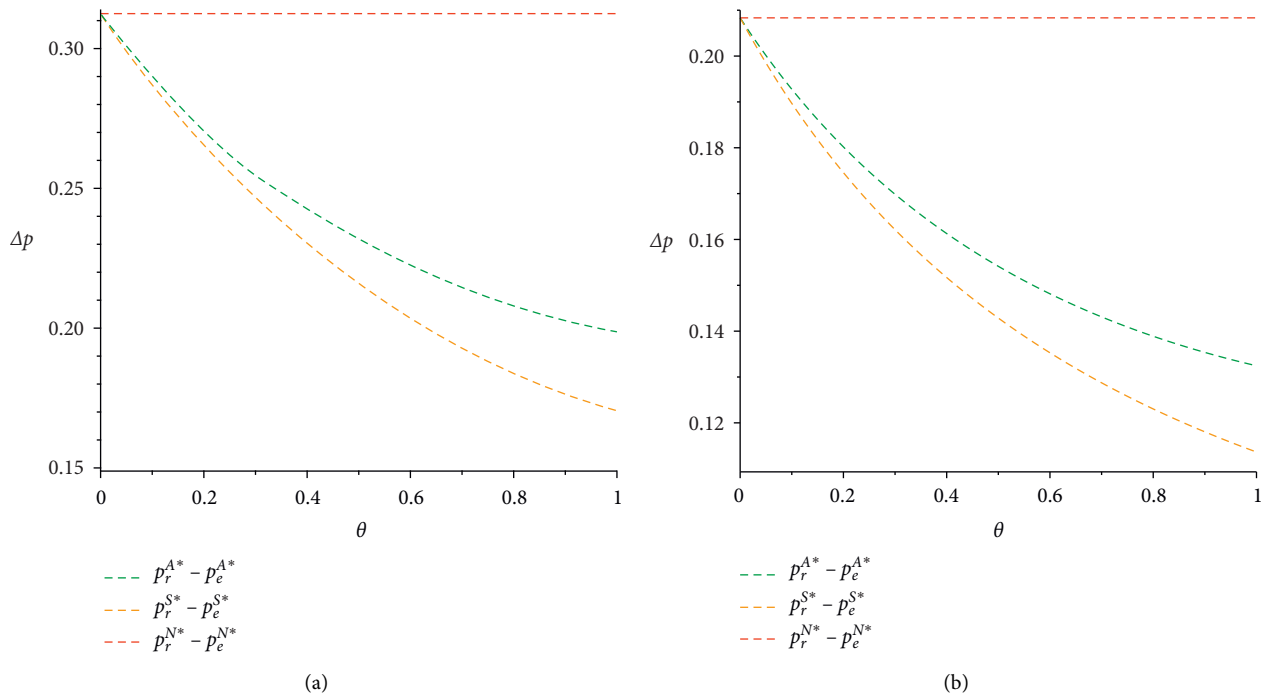 0.30
0.25
Δp
0.20
0.15
0 0.2 0.4 0.6 0.8 1
θ
p_r^{A*} – p_e^{A*}
p_r^{S*} – p_e^{S*}
p_r^{N*} – p_e^{N*}
(a)
0.20
0.18
0.16
Δp
0.14
0.12
0 0.2 0.4 0.6 0.8 1
θ
p_r^{A*} – p_e^{A*}
p_r^{S*} – p_e^{S*}
p_r^{N*} – p_e^{N*}
(b)